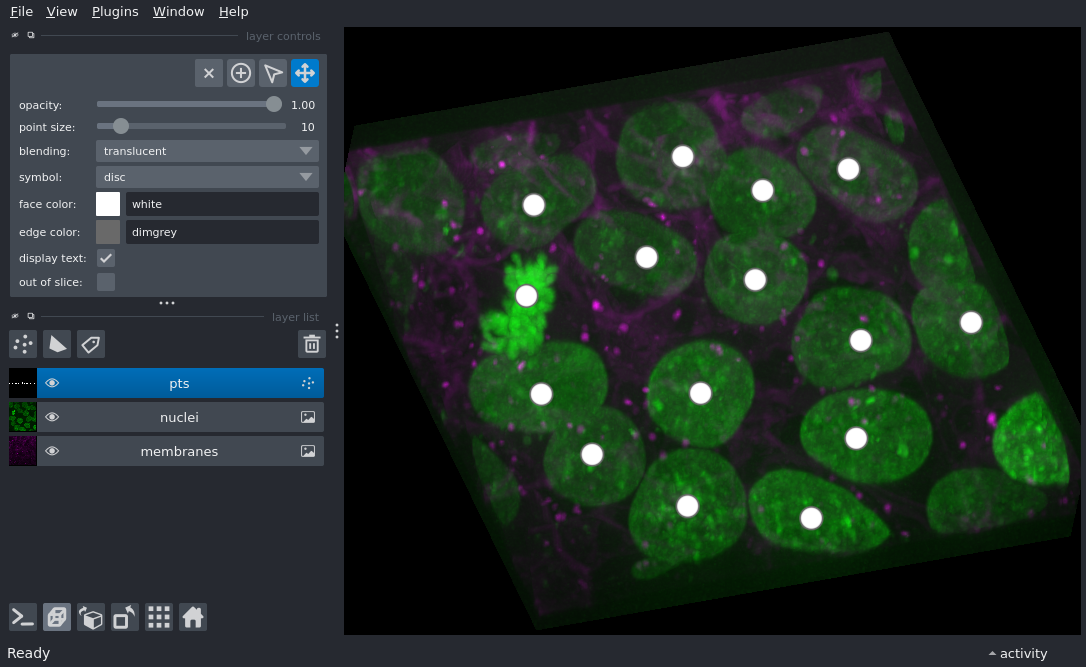 File View Plugins Window Help
layer controls
opacity: 1.00
point size: 10
blending: translucent
symbol: disc
face color: white
edge color: dimgrey
display text:
out of slice:
layer list
pts
nuclei
membranes
Ready
activity